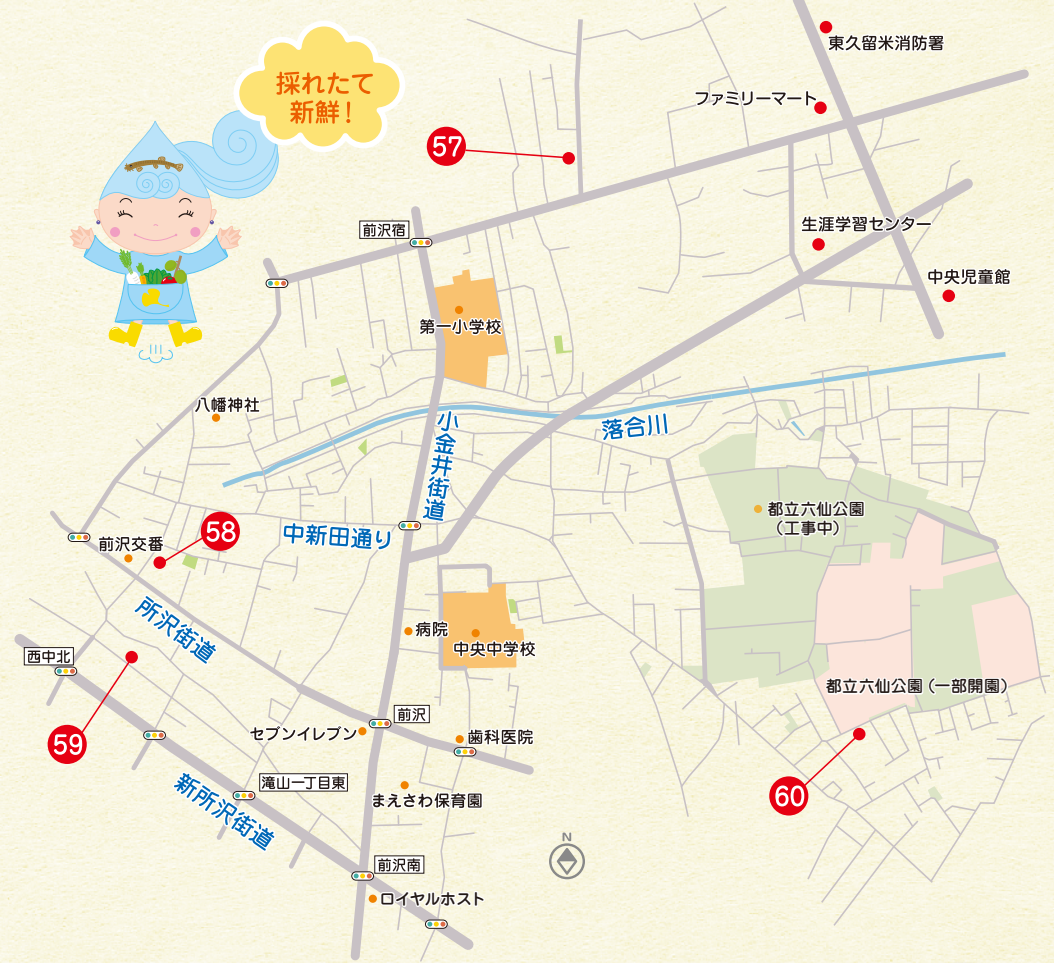 採れたて
新鮮！
東久留米消防署
ファミリーマート
57
生涯学習センター
前沢宿
中央児童館
第一小学校
八幡神社
小金井街道
落合川
都立六仙公園
（工事中）
58
中新田通り
前沢交番
所沢街道
病院
中央中学校
西中北
都立六仙公園（一部開園）
前沢
セブンイレブン
歯科医院
59
滝山一丁目東
まえさわ保育園
60
新所沢街道
N
前沢南
ロイヤルホスト